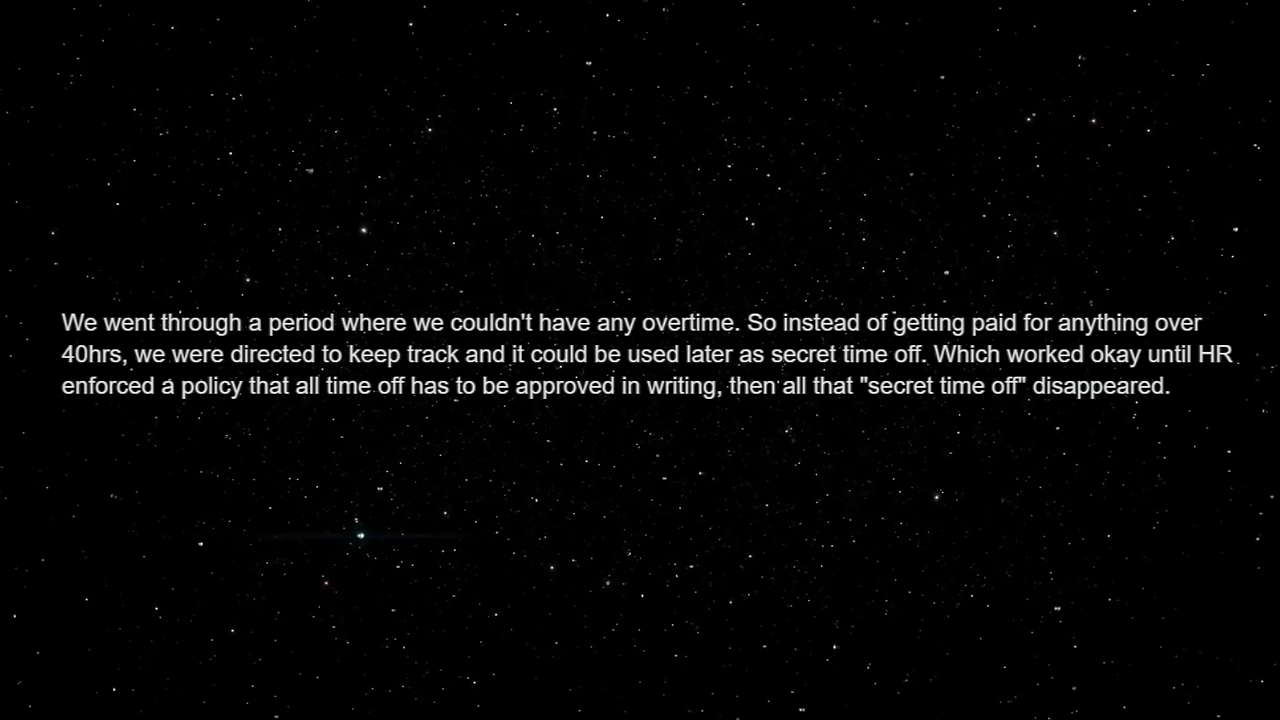 We went through a period where we couldn't have any overtime. So instead of getting paid for anything over
40hrs, we were directed to keep track and it could be used later as secret time off. Which worked okay until HR
enforced a policy that all time off has to be approved in writing, then all that "secret time off" disappeared.